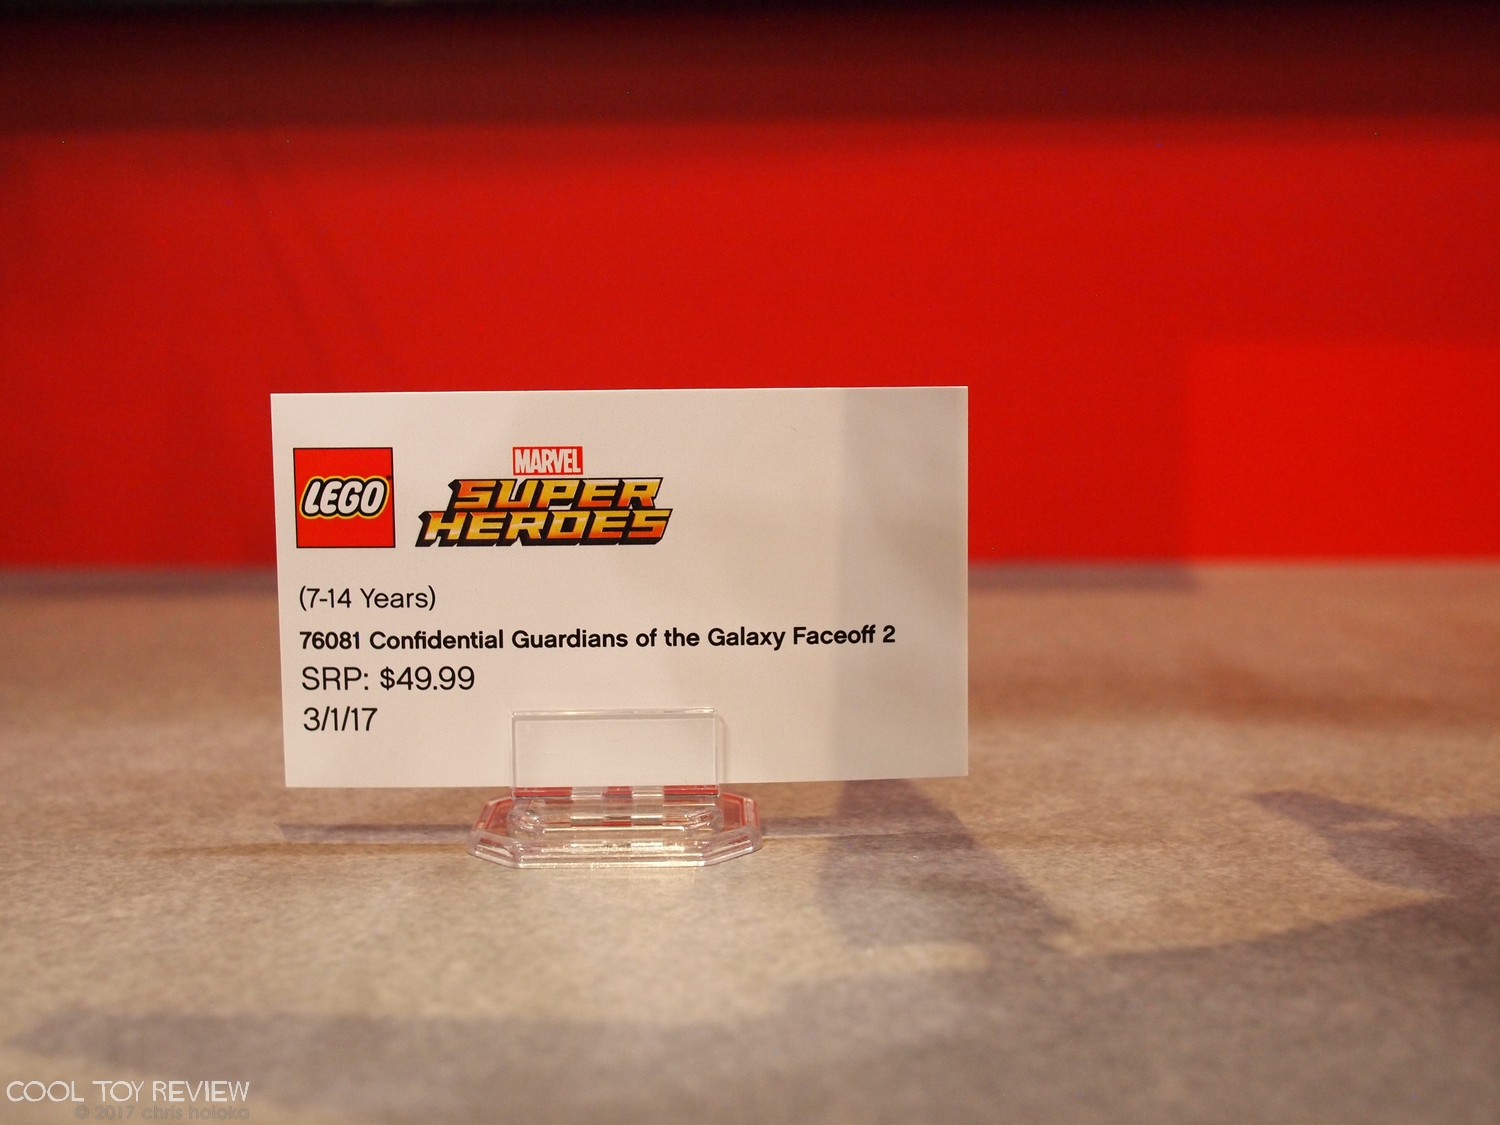 LEGO
MARVEL
SUPER
HEROES
(7-14 Years)
76081 Confidential Guardians of the Galaxy Faceoff 2
SRP: $49.99
3/1/17
COOL TOY REVIEW
© 2017 chris holoka